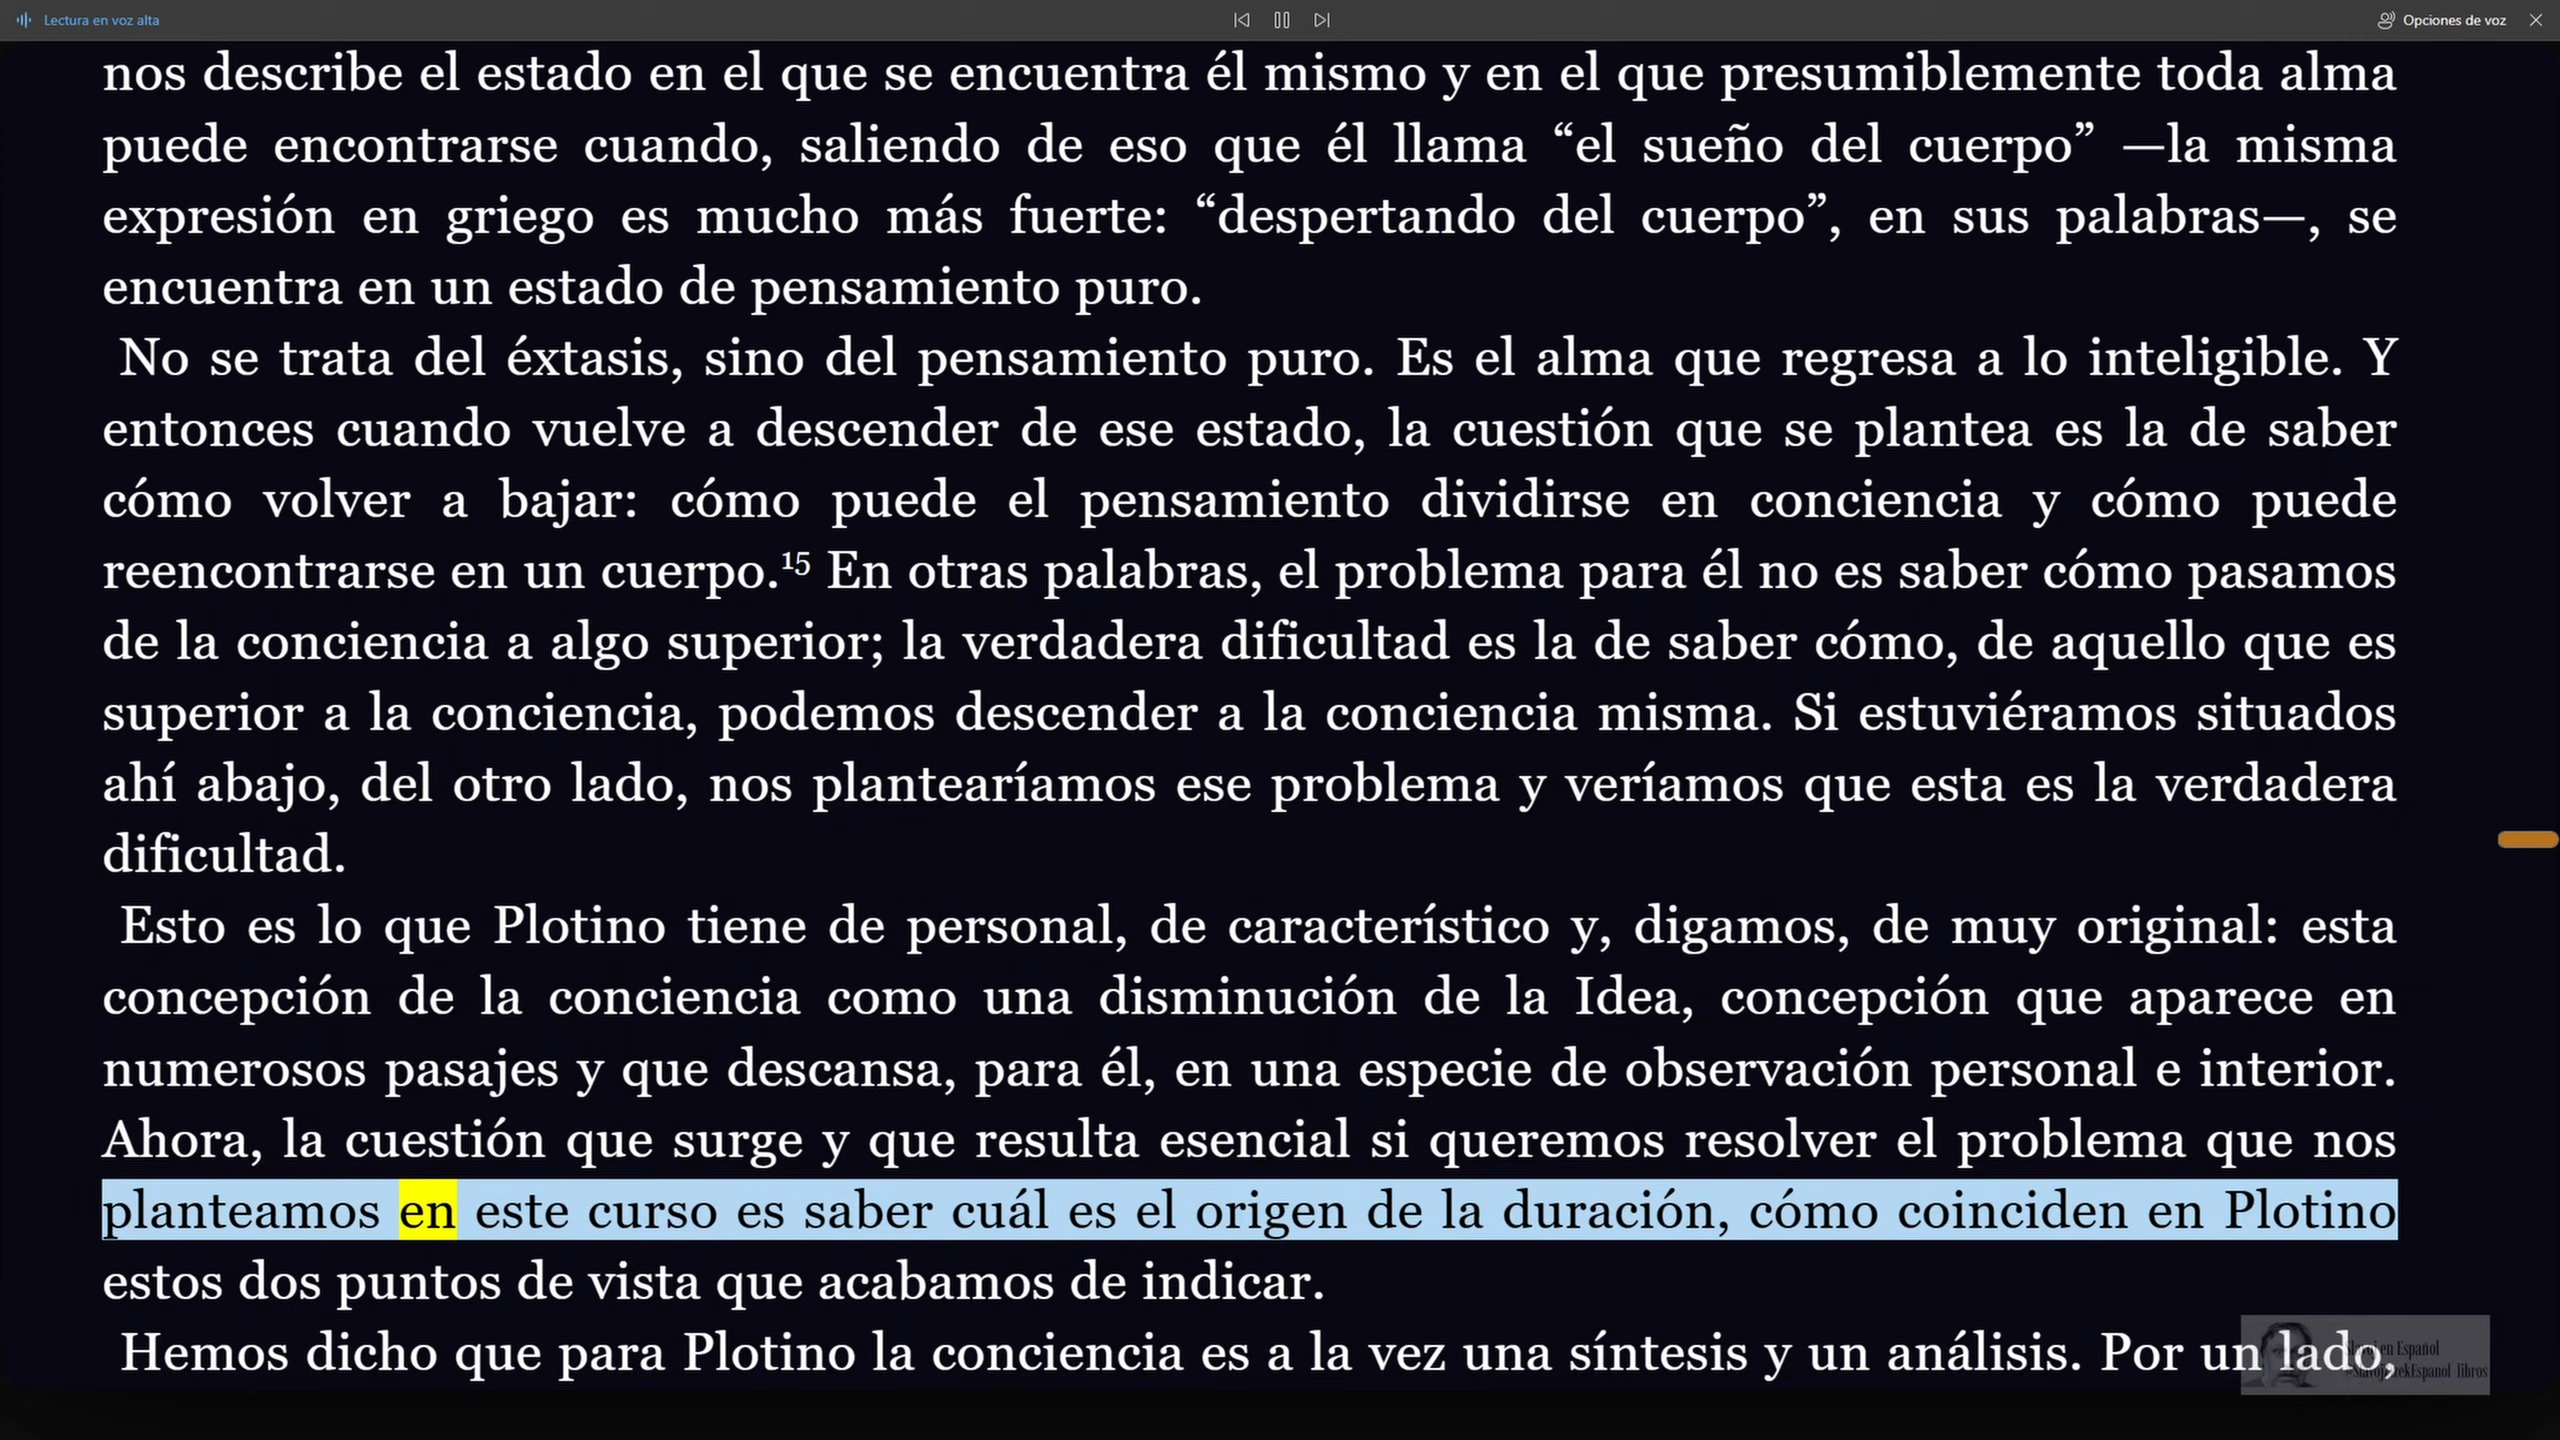 Lectura en voz alta
Opciones de voz
nos describe el estado en el que se encuentra él mismo y en el que presumiblemente toda alma
puede encontrarse cuando, saliendo de eso que él llama “el sueño del cuerpo” —la misma
expresión en griego es mucho más fuerte: “despertando del cuerpo”, en sus palabras—, se
encuentra en un estado de pensamiento puro.
No se trata del éxtasis, sino del pensamiento puro. Es el alma que regresa a lo inteligible. Y
entonces cuando vuelve a descender de ese estado, la cuestión que se plantea es la de saber
cómo volver a bajar: cómo puede el pensamiento dividirse en conciencia y cómo puede
reencontrarse en un cuerpo.¹⁵ En otras palabras, el problema para él no es saber cómo pasamos
de la conciencia a algo superior; la verdadera dificultad es la de saber cómo, de aquello que es
superior a la conciencia, podemos descender a la conciencia misma. Si estuviéramos situados
ahí abajo, del otro lado, nos plantearíamos ese problema y veríamos que esta es la verdadera
dificultad.
Esto es lo que Plotino tiene de personal, de característico y, digamos, de muy original: esta
concepción de la conciencia como una disminución de la Idea, concepción que aparece en
numerosos pasajes y que descansa, para él, en una especie de observación personal e interior.
Ahora, la cuestión que surge y que resulta esencial si queremos resolver el problema que nos
planteamos en este curso es saber cuál es el origen de la duración, cómo coinciden en Plotino
estos dos puntos de vista que acabamos de indicar.
Hemos dicho que para Plotino la conciencia es a la vez una síntesis y un análisis. Por un lado,
en Español